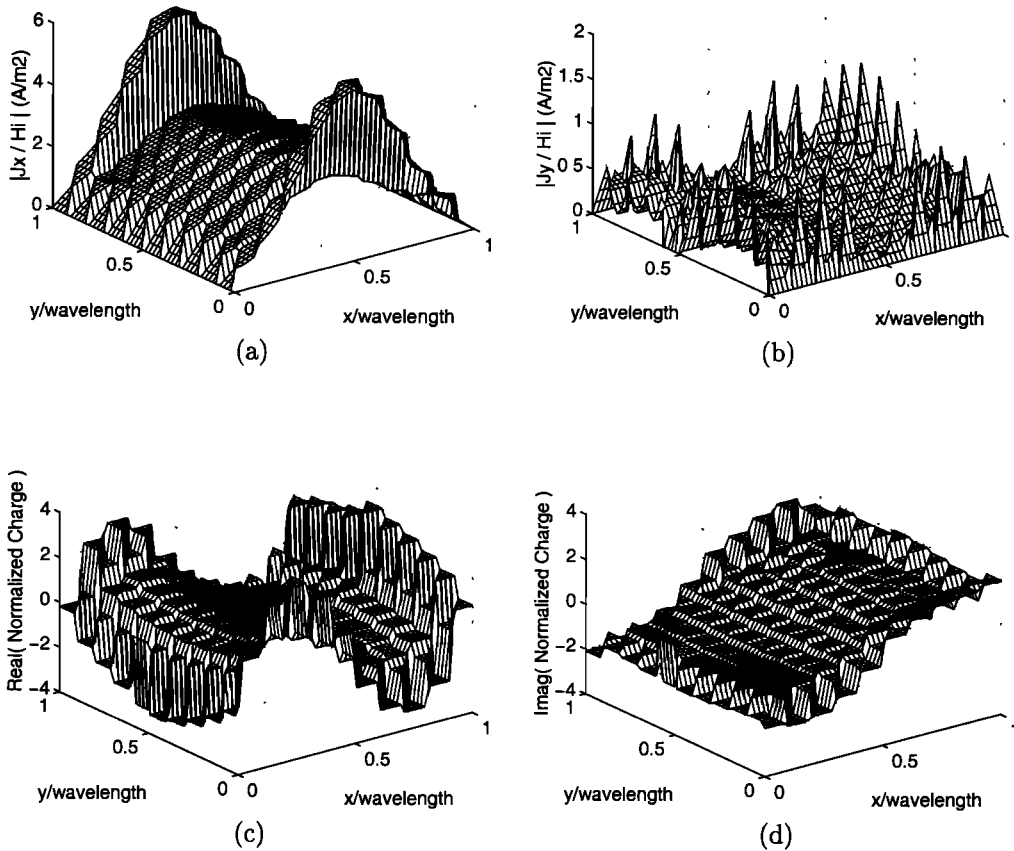 |Jx / Hi | (A/m2)
6
4
2
0
1
0.5
0
0
0.5
1
y/wavelength
x/wavelength
(a)
|Jy / Hi | (A/m2)
2
1.5
1
0 5
0
1
0.5
0
0
0.5
y/wavelength
x/wavelength
(b)
Real( Normalized Charge )
4
2
0
−2
−4
1
0.5
0
0
0.5
1
y/wavelength
x/wavelength
(c)
Imag( Normalized Charge )
4
2
0
−2
−4
1
0.5
0
0
0.5
y/wavelength
x/wavelength
(d)